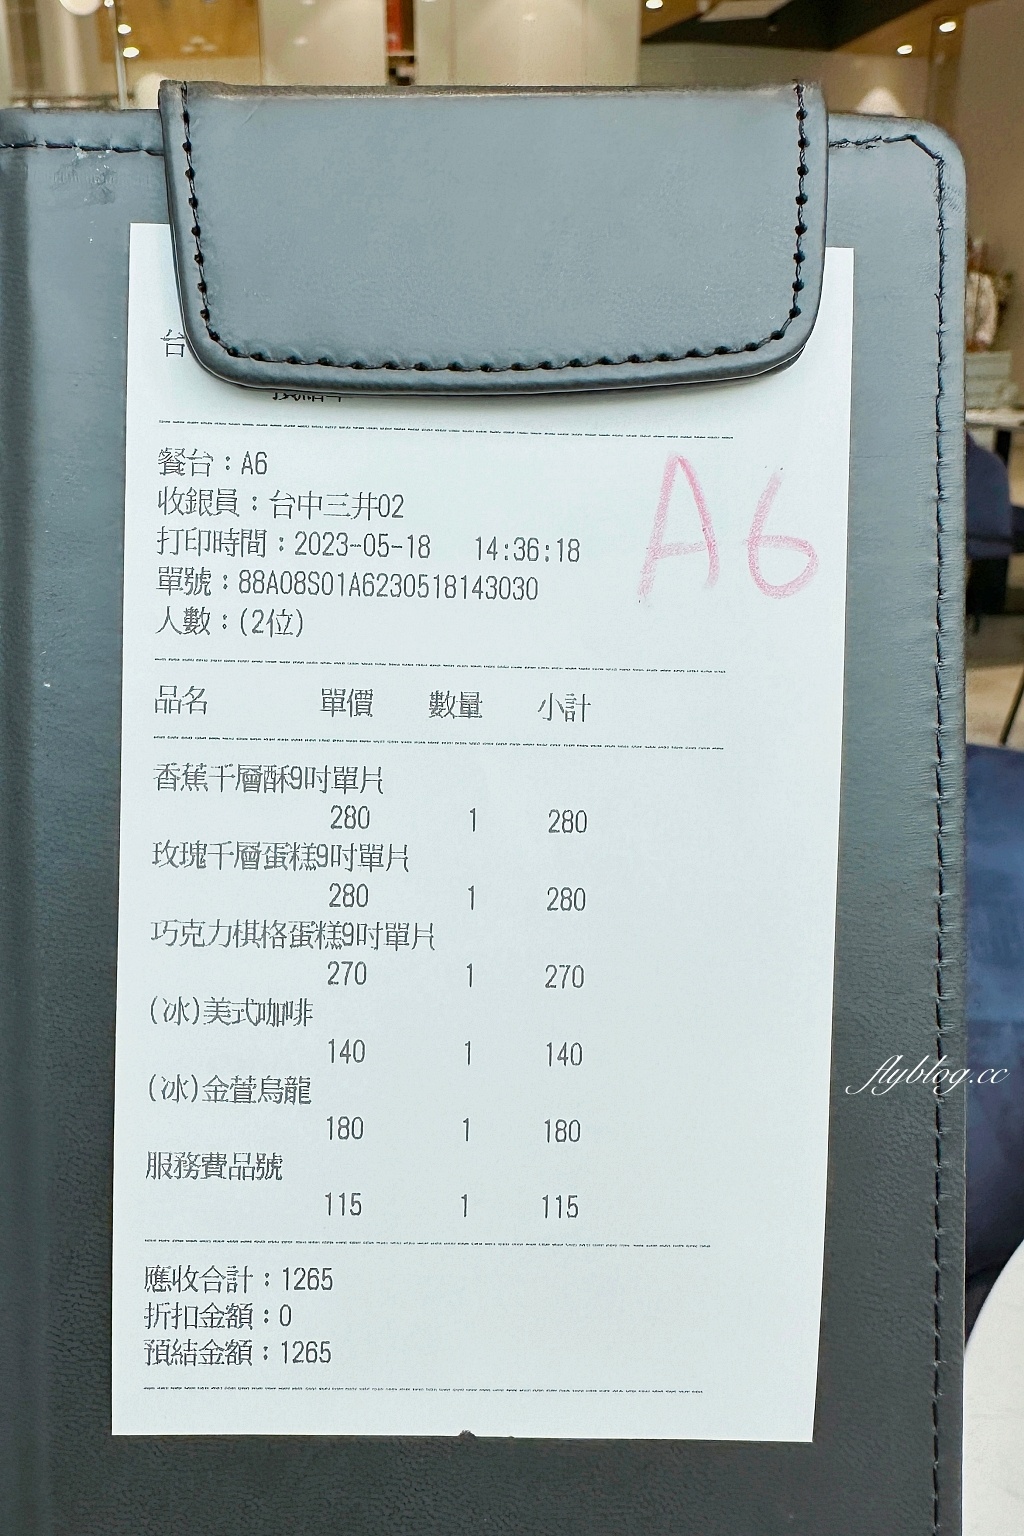 台
餐台：A6
收銀員：台中三井02
打印時間：2023-05-18 14:36:18
單號：88A08S01A6230518143030
人數：(2位)
A6
品名 單價 數量 小計
香蕉千層酥9吋單片
280 1 280
玫瑰千層蛋糕9吋單片
280 1 280
巧克力棋格蛋糕9吋單片
270 1 270
(冰)美式咖啡
140 1 140
(冰)金萱烏龍
180 1 180
服務費品號
115 1 115
應收合計：1265
折扣金額：0
預結金額：1265
flyblog.cc